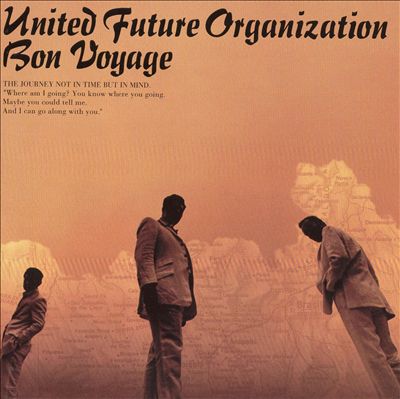 United Future Organization
Bon Voyage
THE JOURNEY NOT IN TIME BUT IN MIND.
"Where am I going? You know where you going.
Maybe you could tell me.
And I can go along with you."